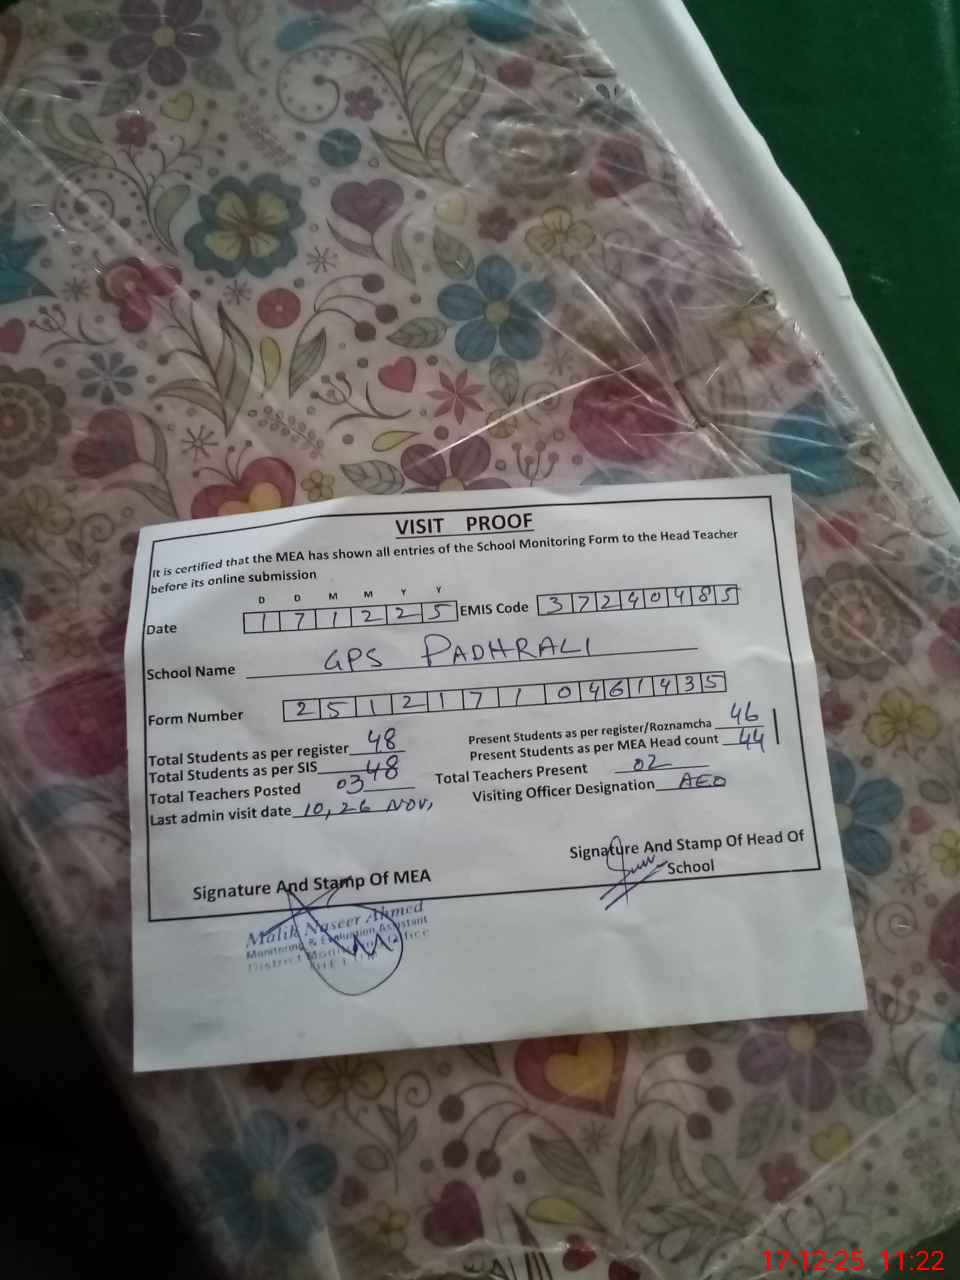 VISIT PROOF
It is certified that the MEA has shown all entries of the School Monitoring Form to the Head Teacher
before its online submission
D D M M Y Y
Date 1 7 1 2 2 5 EMIS Code 3 7 2 4 0 4 8 5
School Name GPS PADHRALI
Form Number 2 5 1 2 1 7 1 0 4 6 1 4 3 5
Total Students as per register 48 Present Students as per register/Roznamcha 46
Total Students as per SIS 48 Present Students as per MEA Head count 44
Total Teachers Posted 03 Total Teachers Present 02
Last admin visit date 10, 26 Nov, Visiting Officer Designation AEO
Signature And Stamp Of MEA Signature And Stamp Of Head Of
School
Malik Naseer Ahmed
Monitoring & Evaluation Assistant
District Monitoring Office
17-12-25 11:22